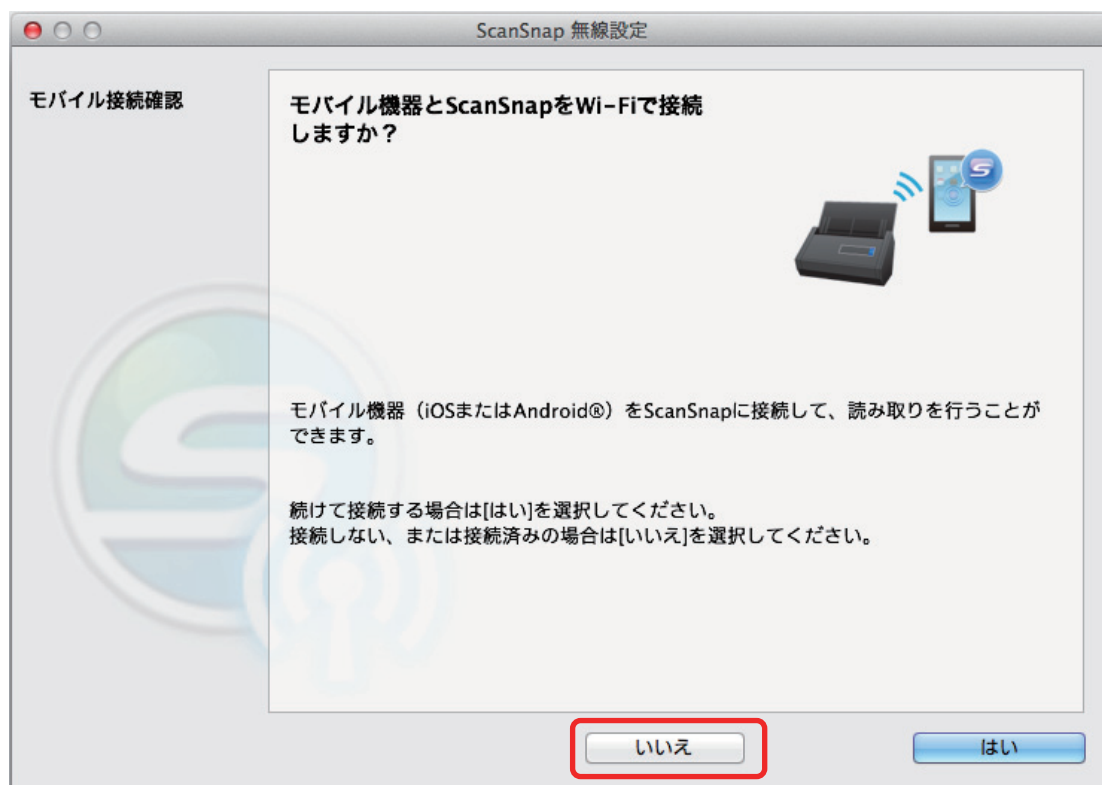 ScanSnap 無線設定
モバイル接続確認
モバイル機器とScanSnapをWi-Fiで接続
しますか？
モバイル機器（iOSまたはAndroid®）をScanSnapに接続して、読み取りを行うことが
できます。
続けて接続する場合は[はい]を選択してください。
接続しない、または接続済みの場合は[いいえ]を選択してください。
いいえ
はい